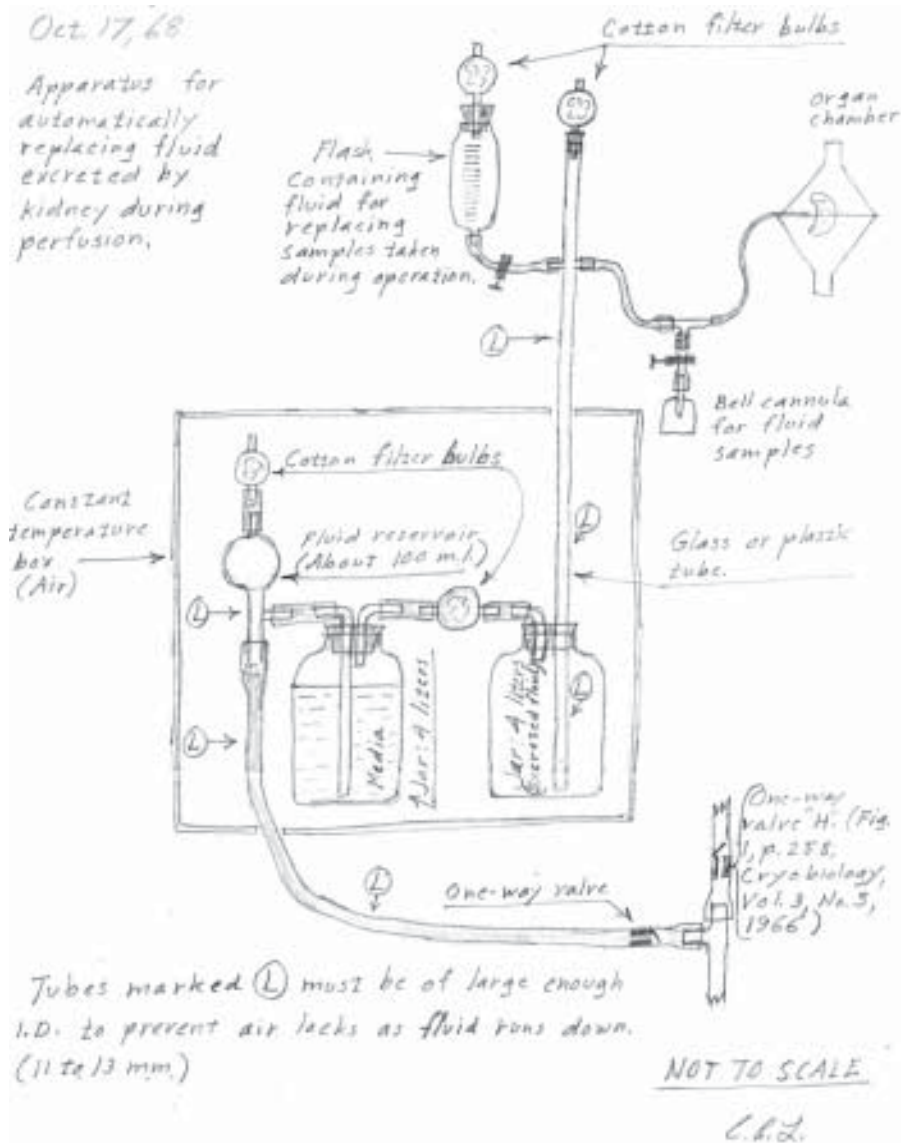 Oct. 17, 68
Apparatus for
automatically
replacing fluid
excreted by
kidney during
perfusion.
Cotton filter bulbs
Organ
chamber
Flask
Containing
fluid for
replacing
samples taken
during operation.
L
Bell cannula
for fluid
samples
Constant
temperature
box
(Air)
Cotton filter bulbs
Fluid reservoir
(About 100 m.l.)
L
Glass or plastic
tube.
L
L
L
Media
Jar: 4 liters
Jar: 4 liters
Excreted fluid
One-way
valve "H". (Fig.
1, p. 258,
Cryobiology,
Vol. 3, No. 3,
1966)
L
One-way valve
Tubes marked L must be of large enough
I.D. to prevent air locks as fluid runs down.
(11 to 13 mm.)
NOT TO SCALE
C.A.L.